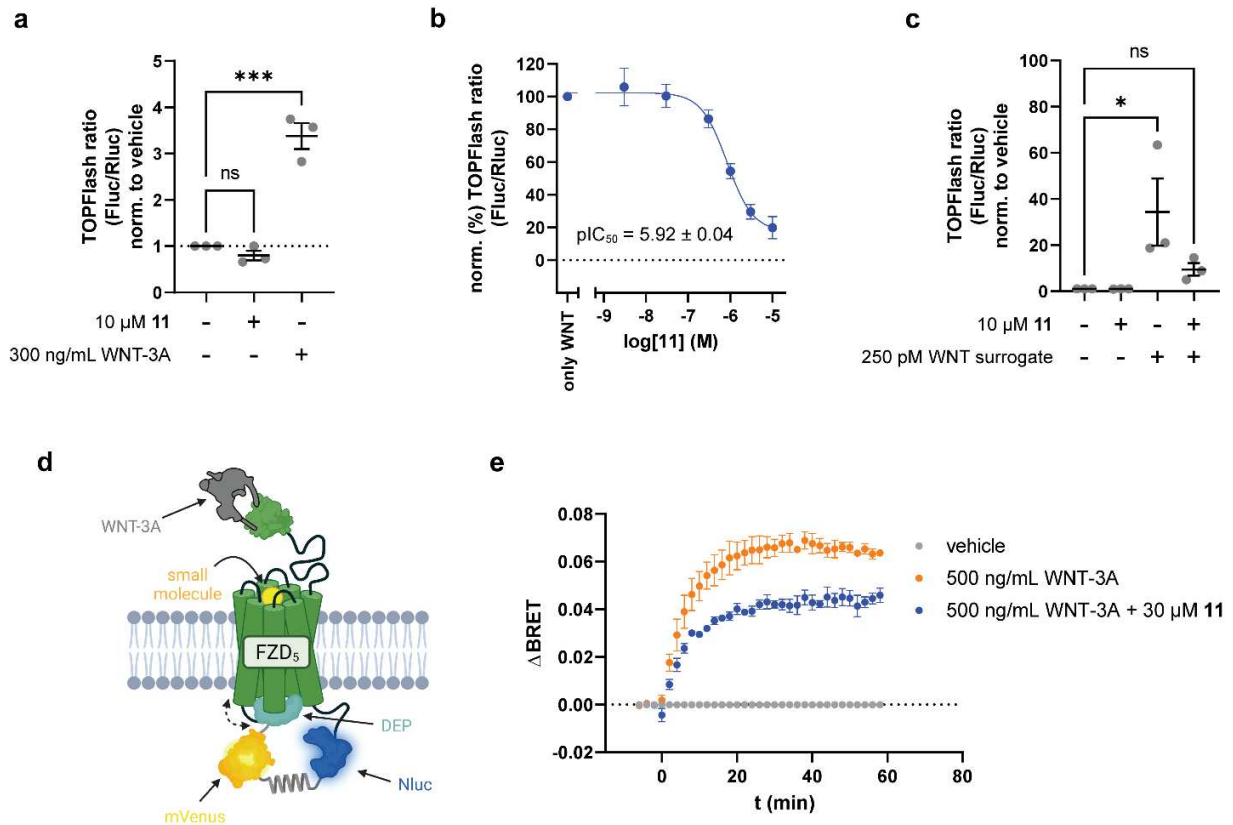 a
TOPFlash ratio
(Fluc/Rluc)
norm. to vehicle
5
4
3
2
1
0
***
ns
10 µM 11 - + -
300 ng/mL WNT-3A - - +
b
norm. (%) TOPFlash ratio
(Fluc/Rluc)
120
100
80
60
40
20
0
pIC50 = 5.92 ± 0.04
only WNT
-9 -8 -7 -6 -5
log[11] (M)
c
TOPFlash ratio
(Fluc/Rluc)
norm. to vehicle
100
80
60
40
20
0
ns
*
10 µM 11 - + - +
250 pM WNT surrogate - - + +
d
WNT-3A
small
molecule
FZD5
DEP
mVenus
Nluc
e
ΔBRET
0.08
0.06
0.04
0.02
0.00
-0.02
0 20 40 60 80
t (min)
vehicle
500 ng/mL WNT-3A
500 ng/mL WNT-3A + 30 µM 11